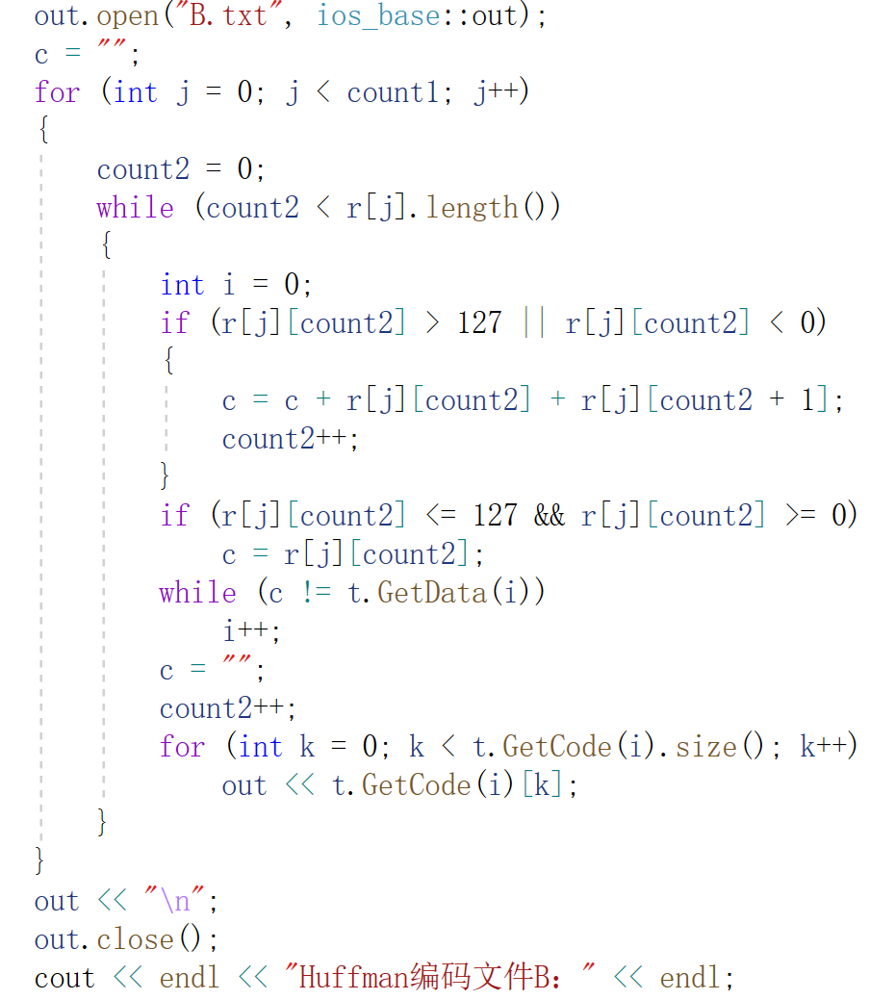 out.open("B.txt", ios_base::out);
c = "";
for (int j = 0; j < count1; j++)
{
    count2 = 0;
    while (count2 < r[j].length())
    {
        int i = 0;
        if (r[j][count2] > 127 || r[j][count2] < 0)
        {
            c = c + r[j][count2] + r[j][count2 + 1];
            count2++;
        }
        if (r[j][count2] <= 127 && r[j][count2] >= 0)
            c = r[j][count2];
        while (c != t.GetData(i))
            i++;
        c = "";
        count2++;
        for (int k = 0; k < t.GetCode(i).size(); k++)
            out << t.GetCode(i)[k];
    }
}
out << "\n";
out.close();
cout << endl << "Huffman编码文件B：" << endl;